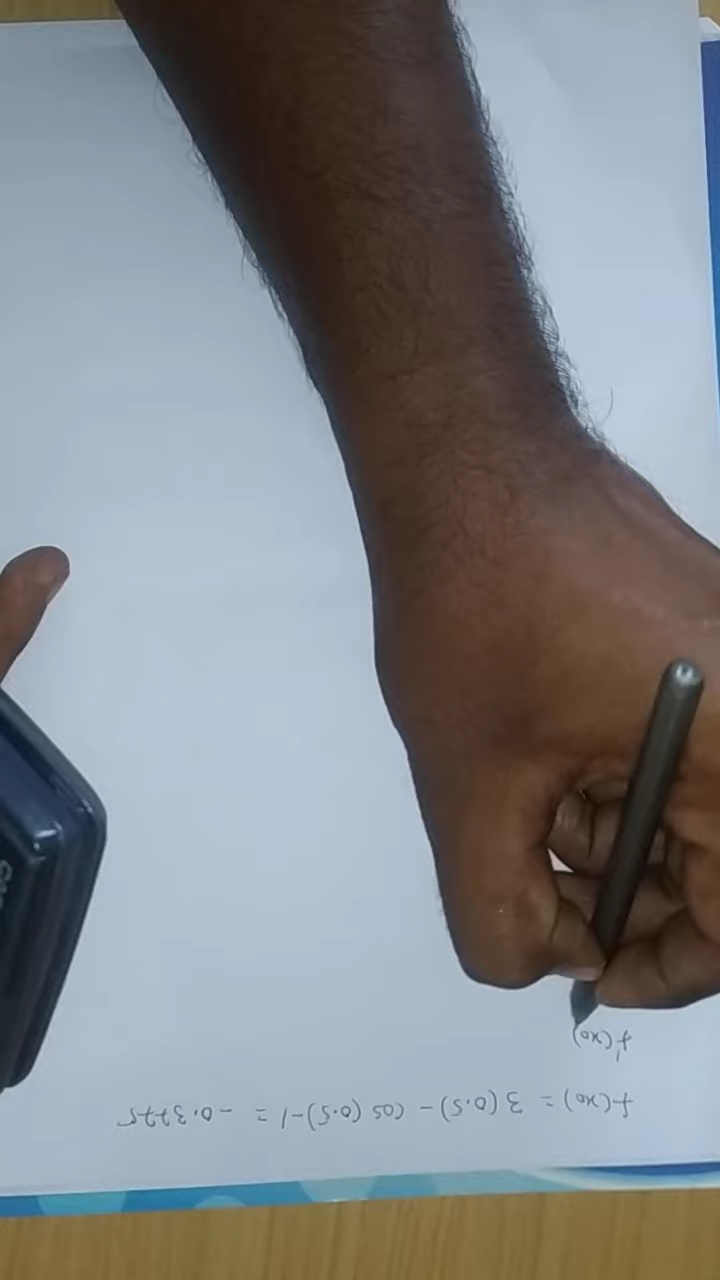 f(x0) = 3(0.5) - cos(0.5)-1 = -0.3775
f'(x0)